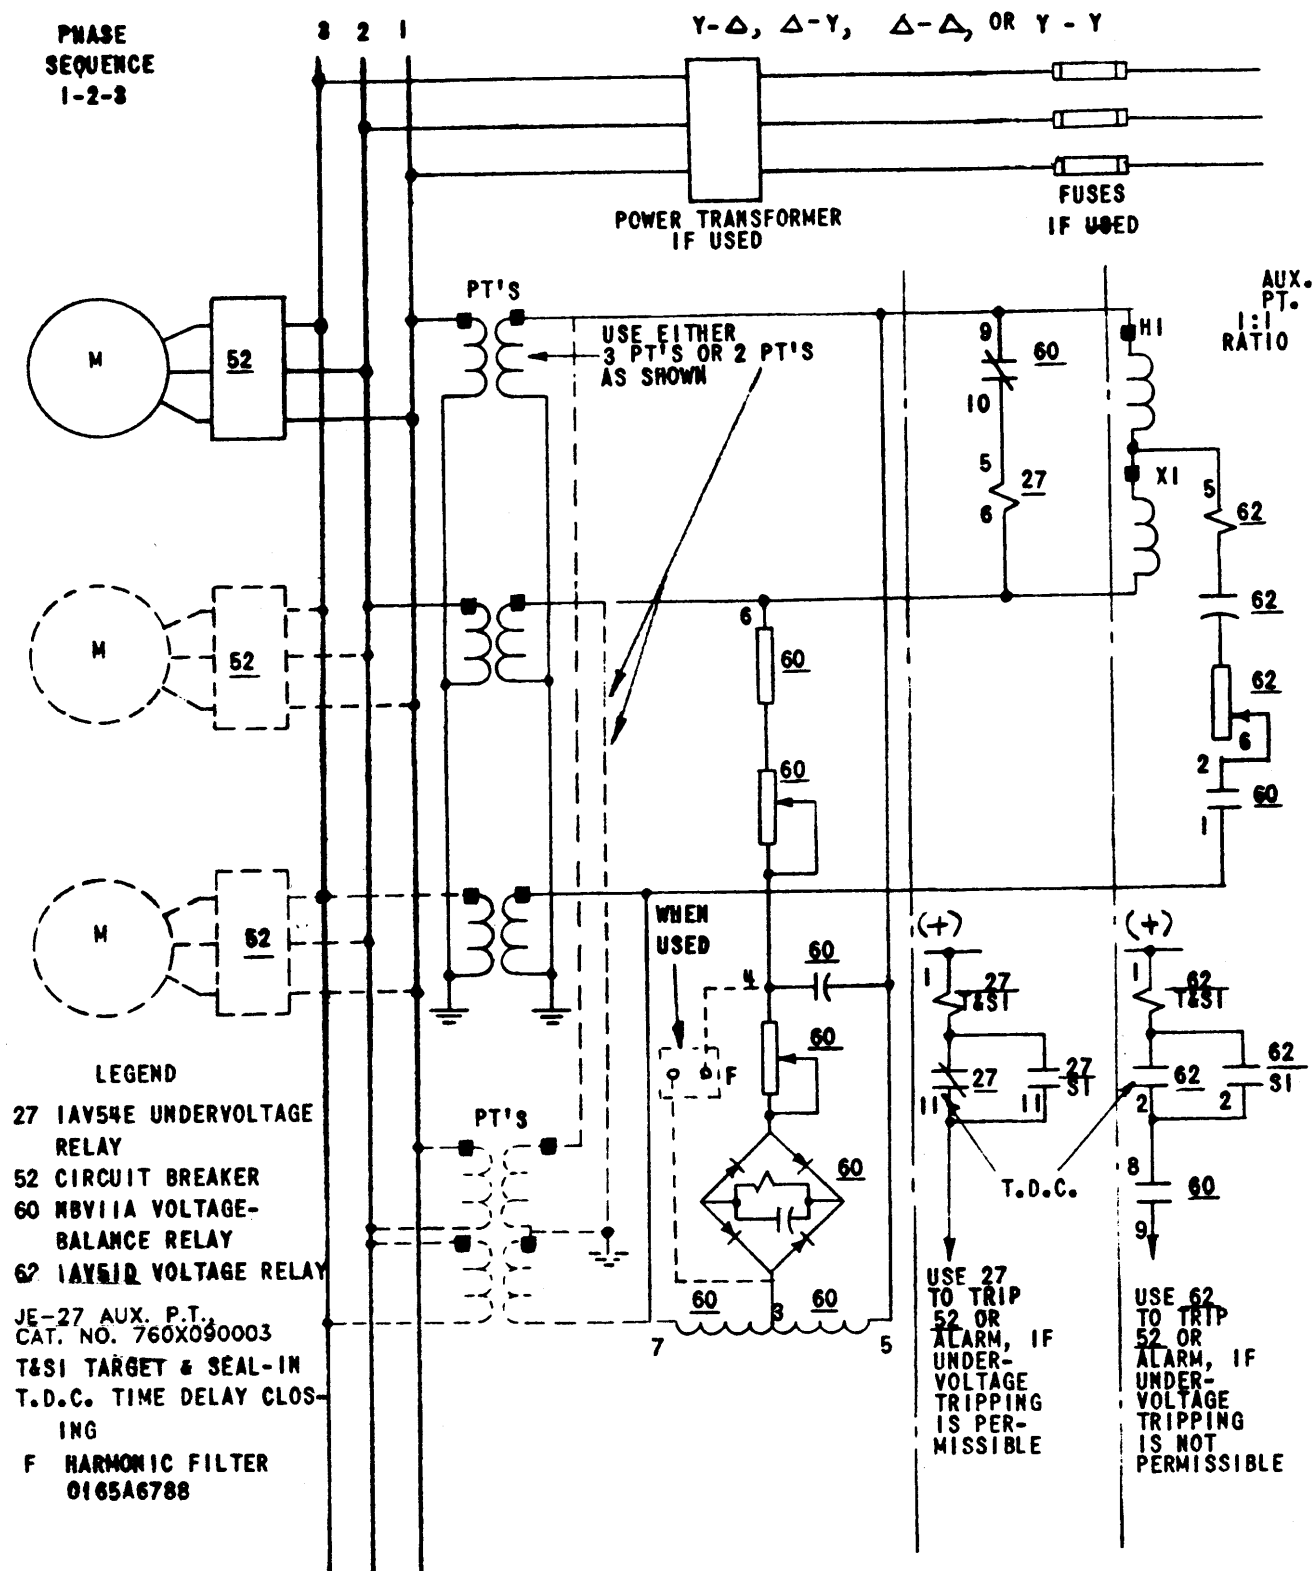 PHASE
SEQUENCE
1-2-3
3 2 1
Y-Δ, Δ-Y, Δ-Δ, OR Y - Y
POWER TRANSFORMER
IF USED
FUSES
IF USED
PT'S
USE EITHER
3 PT'S OR 2 PT'S
AS SHOWN
AUX.
PT.
1:1
RATIO
M
52
9
60
10
5
27
6
H1
X1
5
62
62
62
6
2
60
1
M
52
6
60
60
M
52
WHEN
USED
4
60
60
F
60
60
3
60
7
5
PT'S
(+)
1
27
T&SI
27
11
27
SI
11
T.D.C.
(+)
1
62
T&SI
62
2
62
SI
2
8
60
9
USE 27
TO TRIP
52 OR
ALARM, IF
UNDER-
VOLTAGE
TRIPPING
IS PER-
MISSIBLE
USE 62
TO TRIP
52 OR
ALARM, IF
UNDER-
VOLTAGE
TRIPPING
IS NOT
PERMISSIBLE
LEGEND
27 IAV54E UNDERVOLTAGE
RELAY
52 CIRCUIT BREAKER
60 NBV11A VOLTAGE-
BALANCE RELAY
62 IAV51D VOLTAGE RELAY
JE-27 AUX. P.T.,
CAT. NO. 760X090003
T&SI TARGET & SEAL-IN
T.D.C. TIME DELAY CLOS-
ING
F HARMONIC FILTER
0165A6788